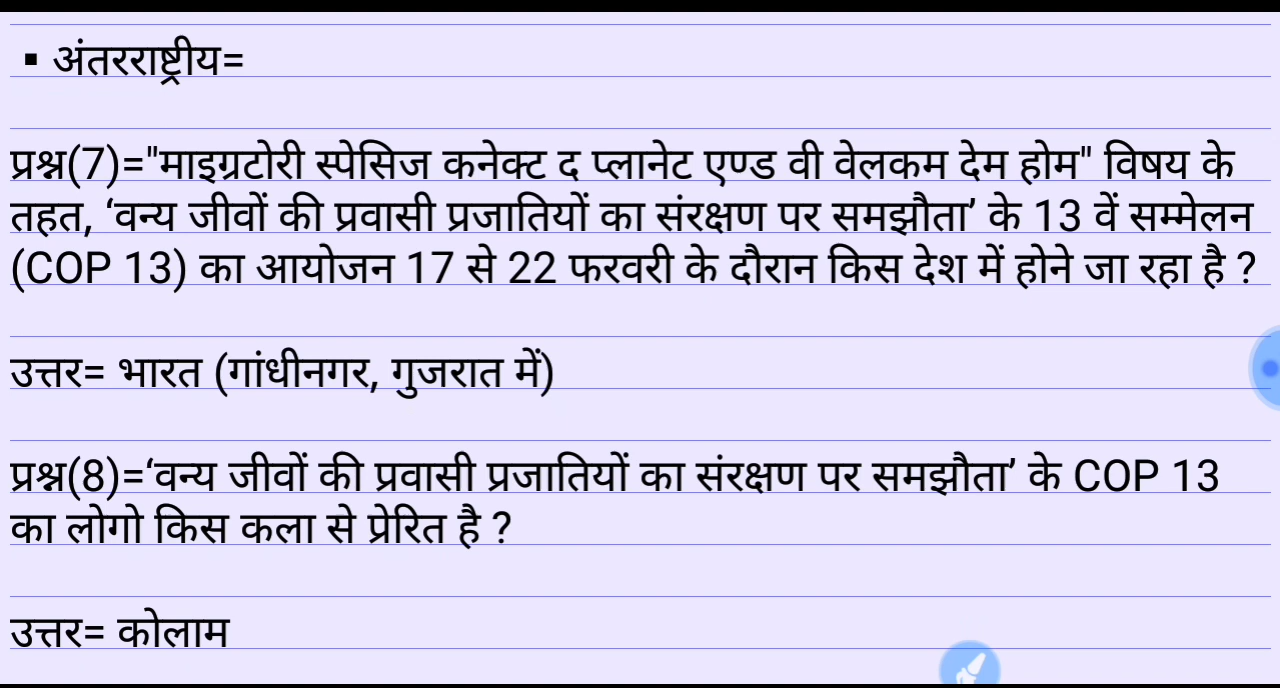 ▪ अंतरराष्ट्रीय=
प्रश्न(7)="माइग्रटोरी स्पेसिज कनेक्ट द प्लानेट एण्ड वी वेलकम देम होम" विषय के
तहत, ‘वन्य जीवों की प्रवासी प्रजातियों का संरक्षण पर समझौता’ के 13 वें सम्मेलन
(COP 13) का आयोजन 17 से 22 फरवरी के दौरान किस देश में होने जा रहा है ?
उत्तर= भारत (गांधीनगर, गुजरात में)
प्रश्न(8)=‘वन्य जीवों की प्रवासी प्रजातियों का संरक्षण पर समझौता’ के COP 13
का लोगो किस कला से प्रेरित है ?
उत्तर= कोलाम